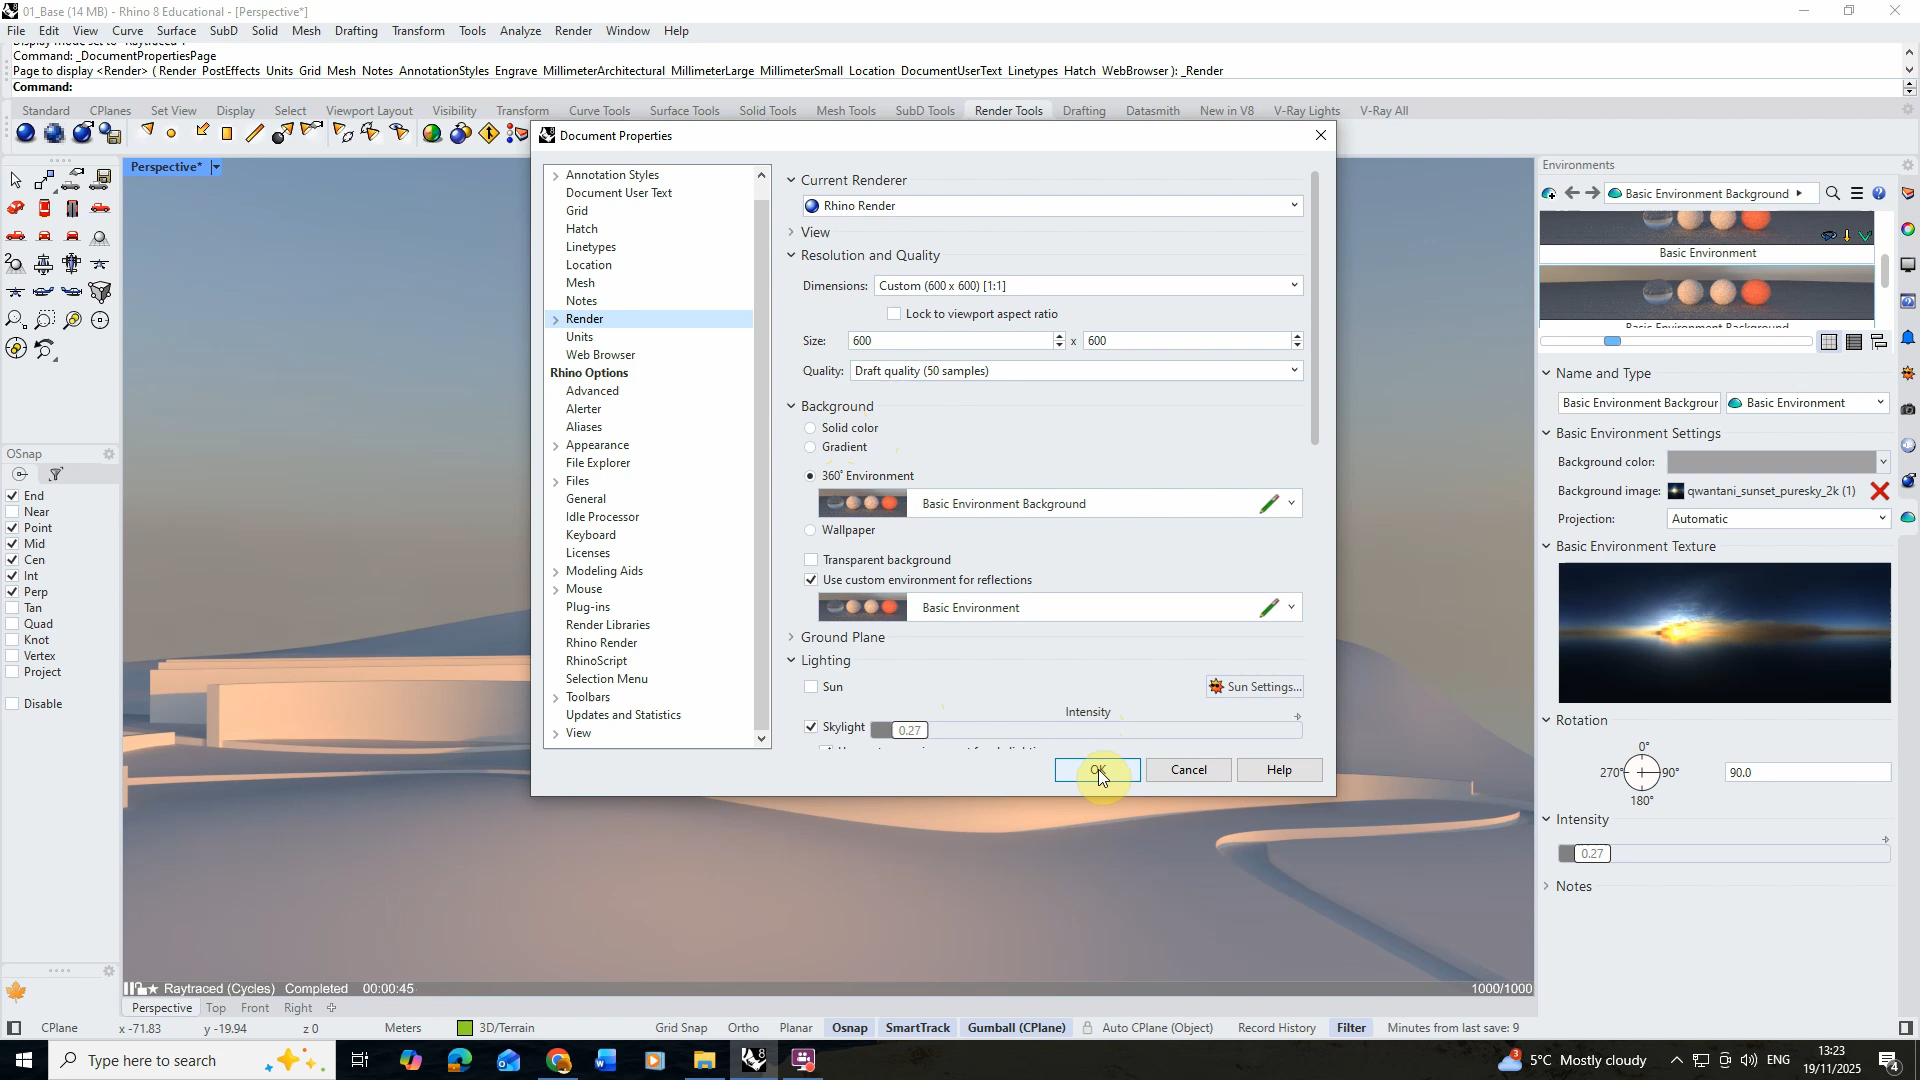 01_Base (14 MB) - Rhino 8 Educational - [Perspective*]
File Edit View Curve Surface SubD Solid Mesh Drafting Transform Tools Analyze Render Window Help
Command: _DocumentPropertiesPage
Page to display <Render> ( Render PostEffects Units Grid Mesh Notes AnnotationStyles Engrave MillimeterArchitectural MillimeterLarge MillimeterSmall Location DocumentUserText Linetypes Hatch WebBrowser ): _Render
Command:
Standard CPlanes Set View Display Select Viewport Layout Visibility Transform Curve Tools Surface Tools Solid Tools Mesh Tools SubD Tools Render Tools Drafting Datasmith New in V8 V-Ray Lights V-Ray All
Perspective*
OSnap
End
Near
Point
Mid
Cen
Int
Perp
Tan
Quad
Knot
Vertex
Project
Disable
Document Properties
Annotation Styles
Document User Text
Grid
Hatch
Linetypes
Location
Mesh
Notes
Render
Units
Web Browser
Rhino Options
Advanced
Alerter
Aliases
Appearance
File Explorer
Files
General
Idle Processor
Keyboard
Licenses
Modeling Aids
Mouse
Plug-ins
Render Libraries
Rhino Render
RhinoScript
Selection Menu
Toolbars
Updates and Statistics
View
Current Renderer
Rhino Render
View
Resolution and Quality
Dimensions: Custom (600 x 600) [1:1]
Lock to viewport aspect ratio
Size: 600 x 600
Quality: Draft quality (50 samples)
Background
Solid color
Gradient
360° Environment
Basic Environment Background
Wallpaper
Transparent background
Use custom environment for reflections
Basic Environment
Ground Plane
Lighting
Sun
Sun Settings...
Intensity
Skylight 0.27
OK Cancel Help
Environments
Basic Environment Background
Basic Environment
Basic Environment Background
Name and Type
Basic Environment Backgrour Basic Environment
Basic Environment Settings
Background color:
Background image: qwantani_sunset_puresky_2k (1)
Projection: Automatic
Basic Environment Texture
Rotation
0°
270° 90° 90.0
180°
Intensity
0.27
Notes
Raytraced (Cycles) Completed 00:00:45 1000/1000
Perspective Top Front Right
CPlane x -71.83 y -19.94 z 0 Meters 3D/Terrain Grid Snap Ortho Planar Osnap SmartTrack Gumball (CPlane) Auto CPlane (Object) Record History Filter Minutes from last save: 9
Type here to search
3 5°C Mostly cloudy ENG 13:23
19/11/2025
4